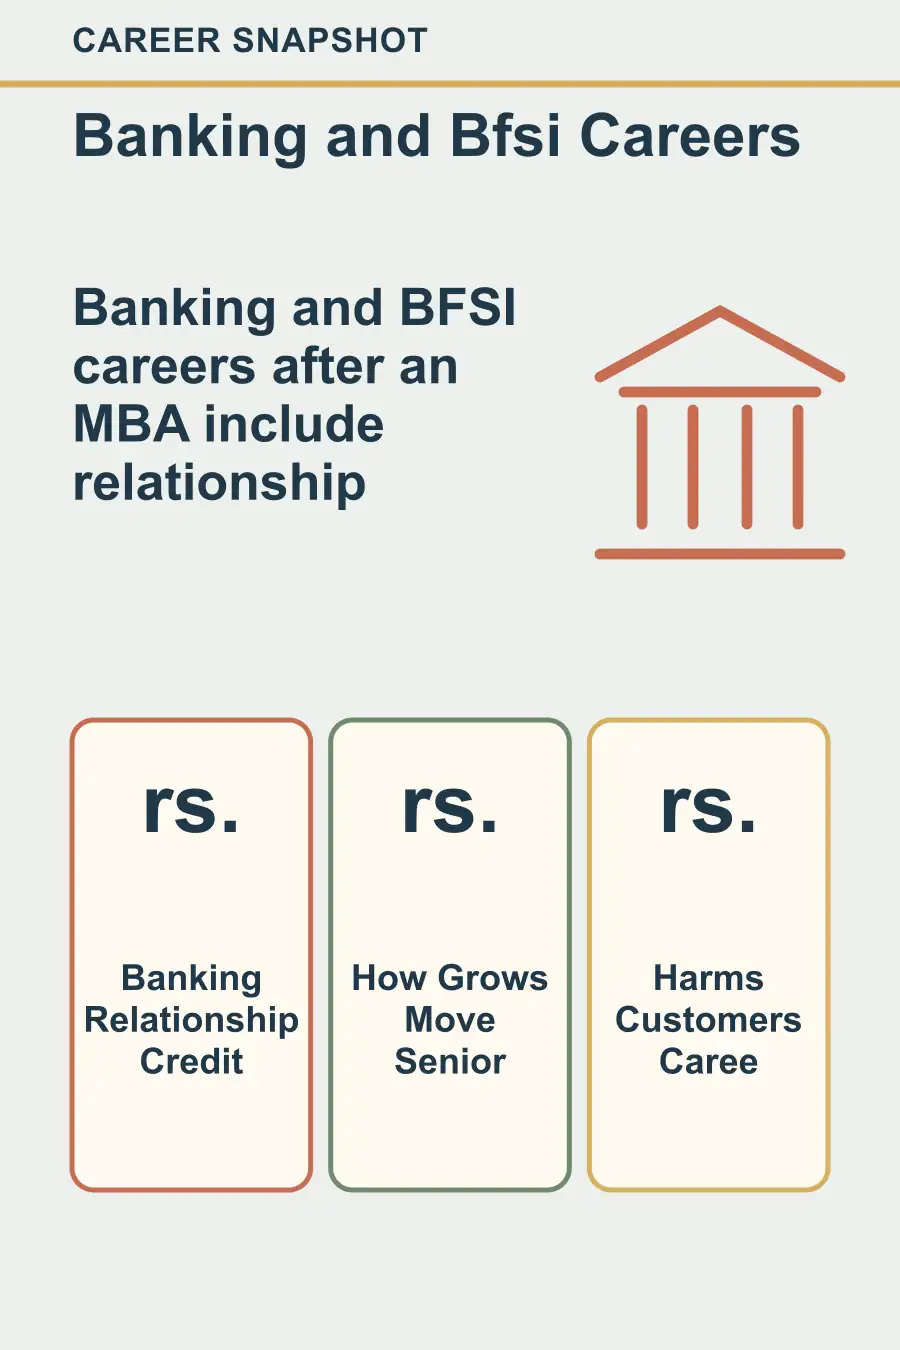 CAREER SNAPSHOT
Banking and Bfsi Careers
Banking and BFSI
careers after an
MBA include
relationship
rs.
Banking
Relationship
Credit
rs.
How Grows
Move
Senior
rs.
Harms
Customers
Caree